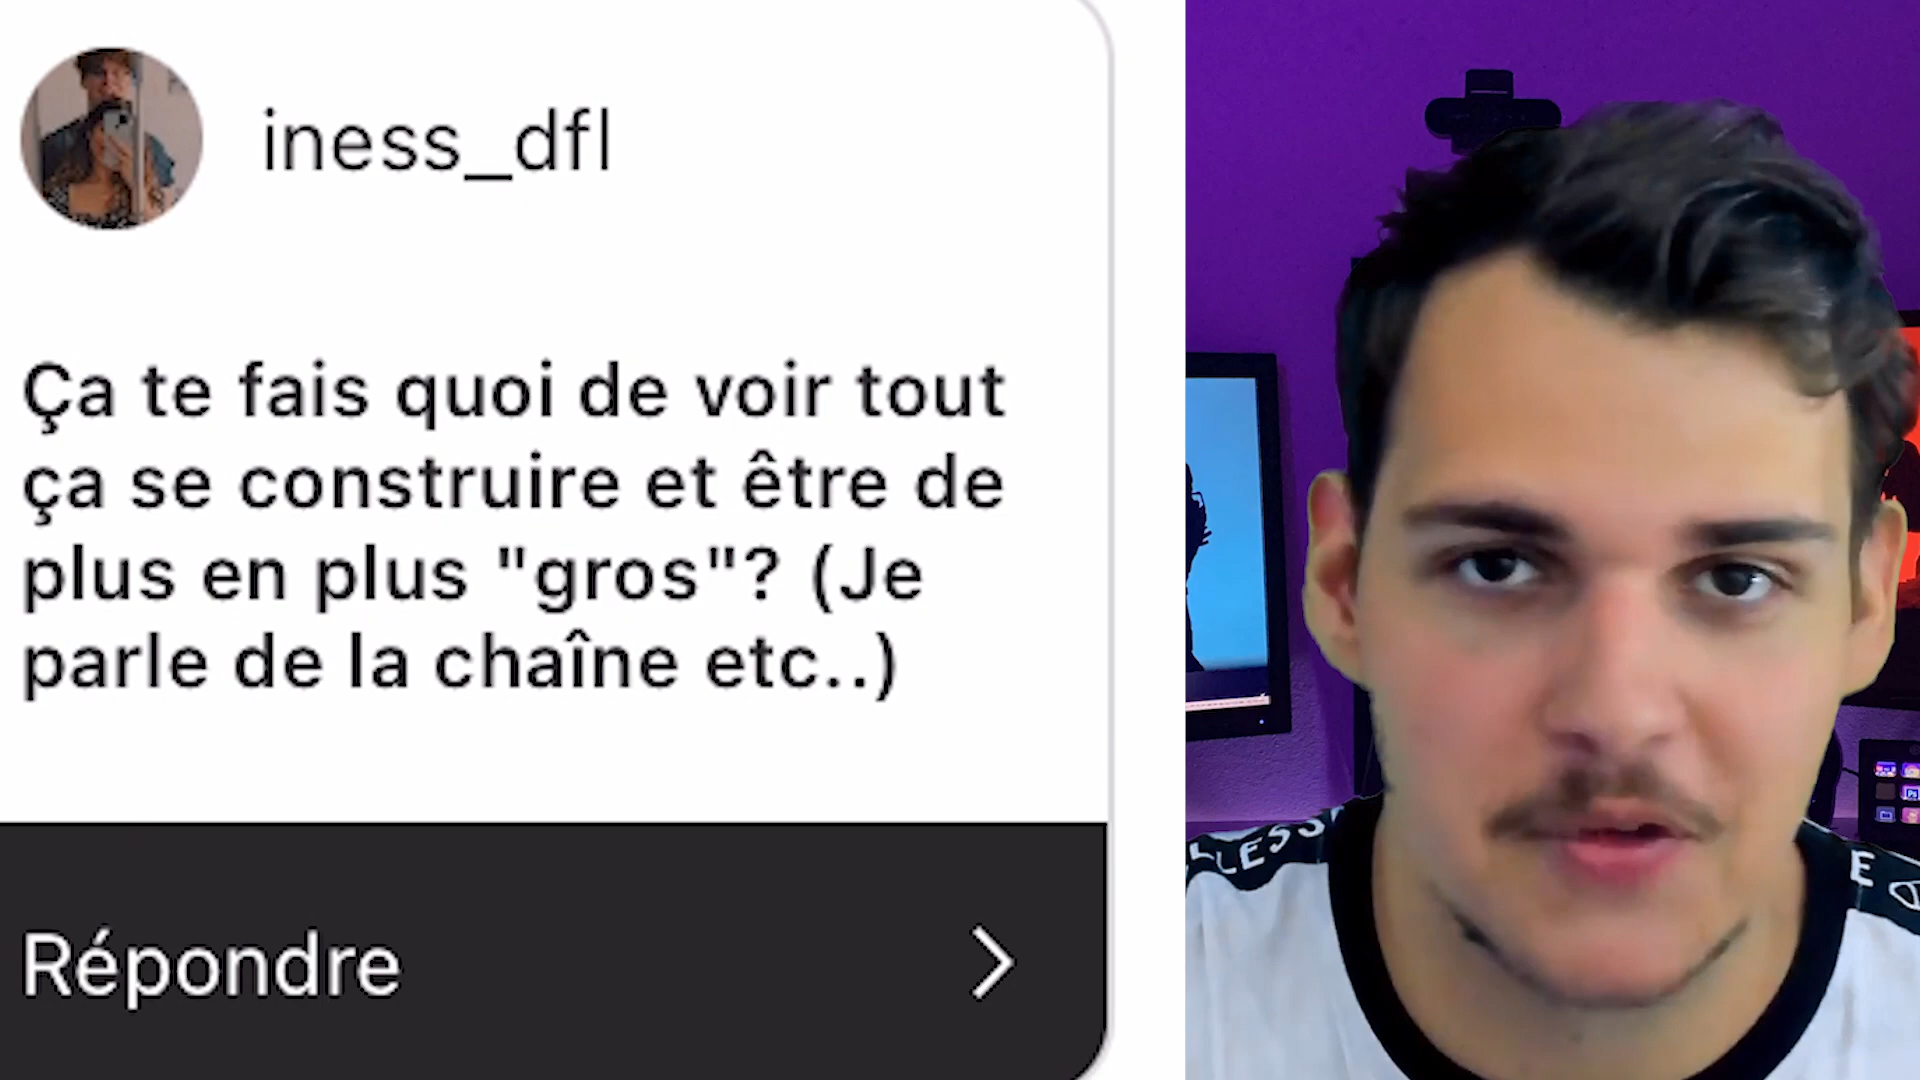 iness_dfl
Ça te fais quoi de voir tout
ça se construire et être de
plus en plus "gros"? (Je
parle de la chaîne etc..)
Répondre